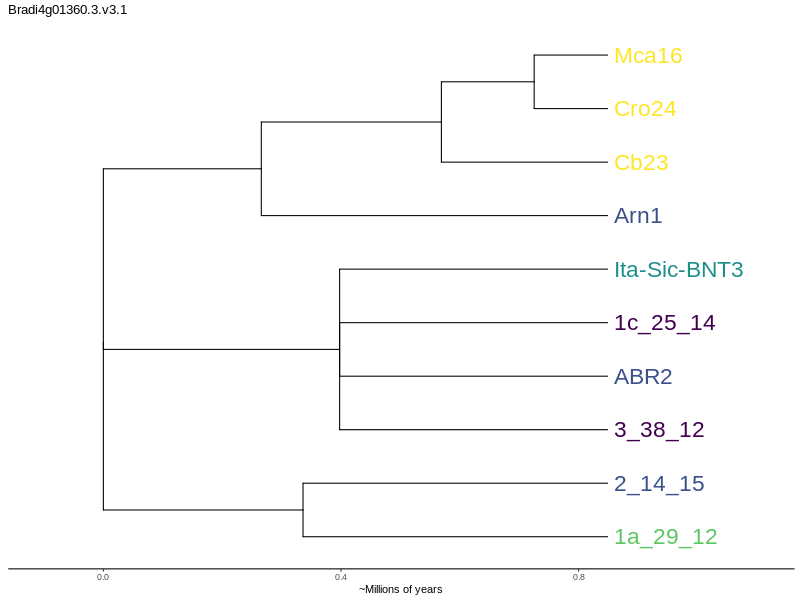 Bradi4g01360.3.v3.1
Mca16
Cro24
Cb23
Arn1
Ita-Sic-BNT3
1c_25_14
ABR2
3_38_12
2_14_15
1a_29_12
0.0 0.4 0.8
~Millions of years